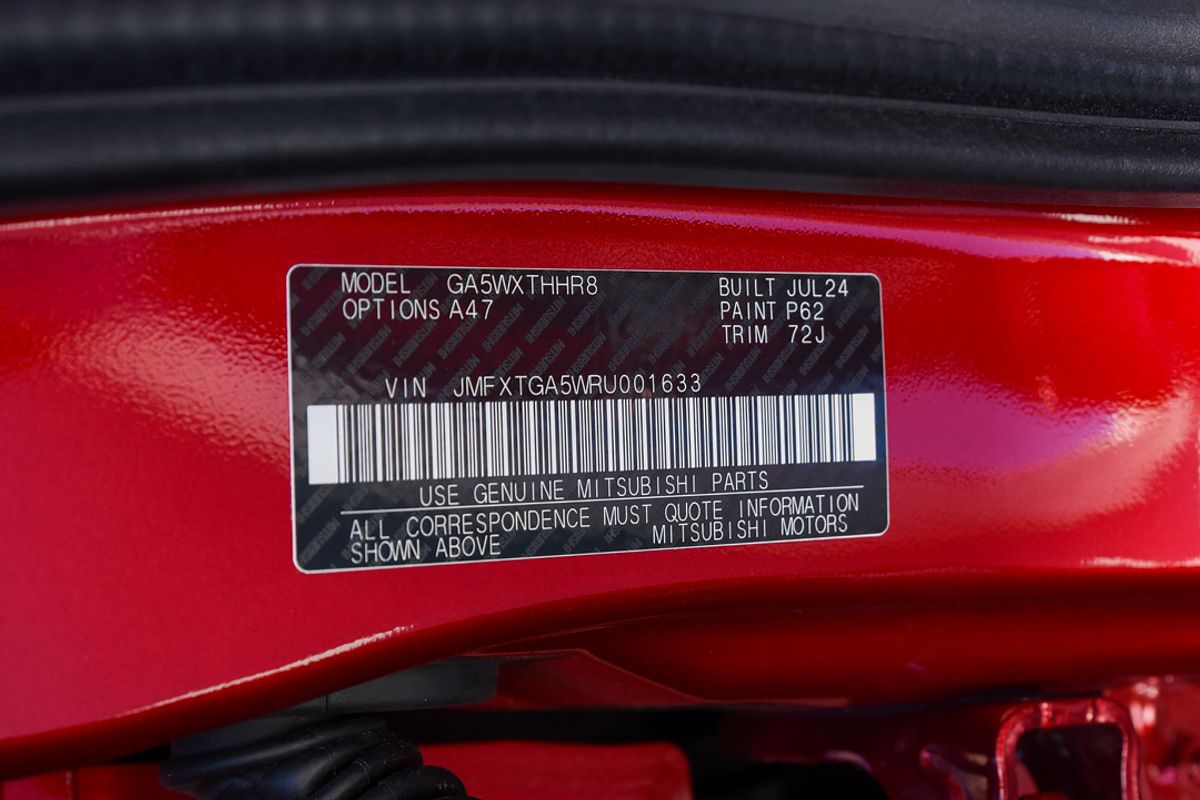 MODEL GA5WXTHHR8 BUILT JUL24
OPTIONS A47 PAINT P62
TRIM 72J
VIN JMFXTGA5WRU001633
USE GENUINE MITSUBISHI PARTS
ALL CORRESPONDENCE MUST QUOTE INFORMATION
SHOWN ABOVE MITSUBISHI MOTORS